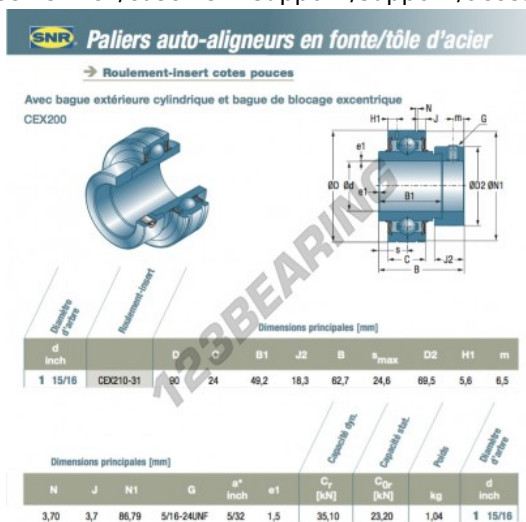 SNR Paliers auto-aligneurs en fonte/tôle d'acier
Roulement-insert cotes pouces
Avec bague extérieure cylindrique et bague de blocage excentrique
CEX200
N
H1 J m G
e1
ØD Ød ØD2 ØN1
e1
B1
s
C J2
B
123BEARING
Diamètre d'arbre
Roulement-insert
Dimensions principales [mm]
d inch D C B1 J2 B smax D2 H1 m
1 15/16 CEX210-31 90 24 49,2 18,3 62,7 24,6 69,5 5,6 6,5
Dimensions principales [mm]
Capacité dyn.
Capacité stat.
Poids
Diamètre d'arbre
N J N1 G a* inch e1 Cr [kN] C0r [kN] kg d inch
3,70 3,7 86,79 5/16-24UNF 5/32 1,5 35,10 23,20 1,04 1 15/16